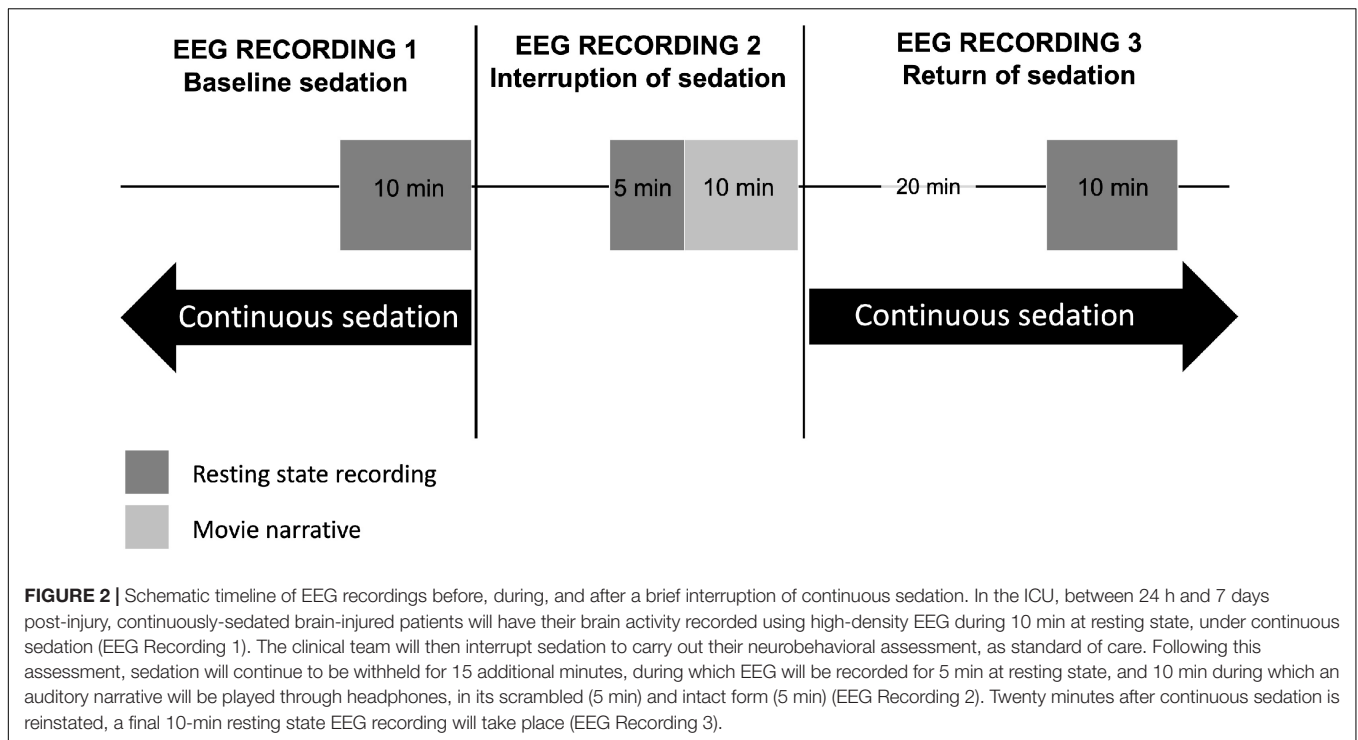 EEG RECORDING 1
Baseline sedation
EEG RECORDING 2
Interruption of sedation
EEG RECORDING 3
Return of sedation
10 min
5 min
10 min
20 min
10 min
Continuous sedation
Continuous sedation
Resting state recording
Movie narrative
FIGURE 2 | Schematic timeline of EEG recordings before, during, and after a brief interruption of continuous sedation. In the ICU, between 24 h and 7 days
post-injury, continuously-sedated brain-injured patients will have their brain activity recorded using high-density EEG during 10 min at resting state, under continuous
sedation (EEG Recording 1). The clinical team will then interrupt sedation to carry out their neurobehavioral assessment, as standard of care. Following this
assessment, sedation will continue to be withheld for 15 additional minutes, during which EEG will be recorded for 5 min at resting state, and 10 min during which an
auditory narrative will be played through headphones, in its scrambled (5 min) and intact form (5 min) (EEG Recording 2). Twenty minutes after continuous sedation is
reinstated, a final 10-min resting state EEG recording will take place (EEG Recording 3).